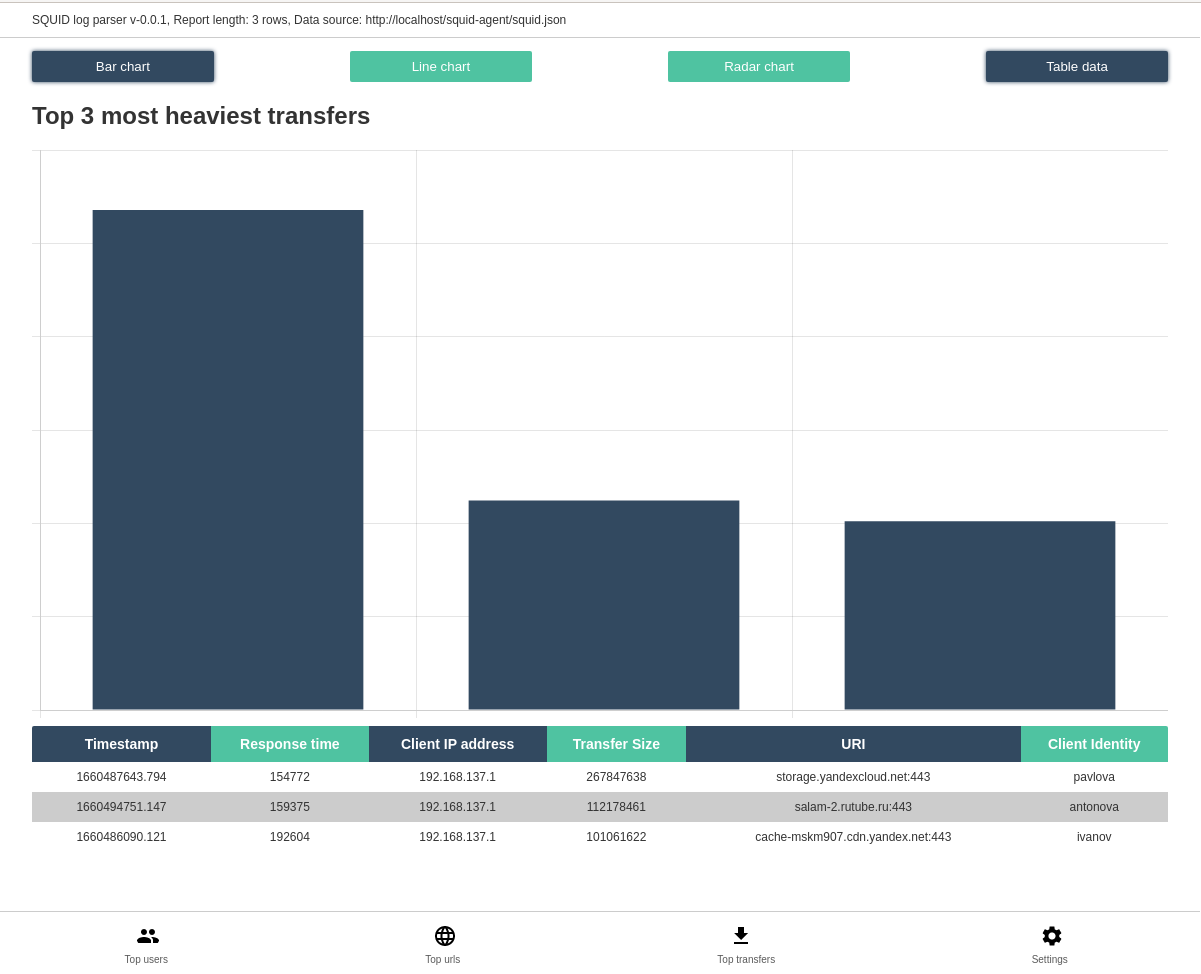 SQUID log parser v-0.0.1, Report length: 3 rows, Data source: http://localhost/squid-agent/squid.json
Bar chart Line chart Radar chart Table data
Top 3 most heaviest transfers
Timestamp Response time Client IP address Transfer Size URI Client Identity
1660487643.794 154772 192.168.137.1 267847638 storage.yandexcloud.net:443 pavlova
1660494751.147 159375 192.168.137.1 112178461 salam-2.rutube.ru:443 antonova
1660486090.121 192604 192.168.137.1 101061622 cache-mskm907.cdn.yandex.net:443 ivanov
Top users Top urls Top transfers Settings